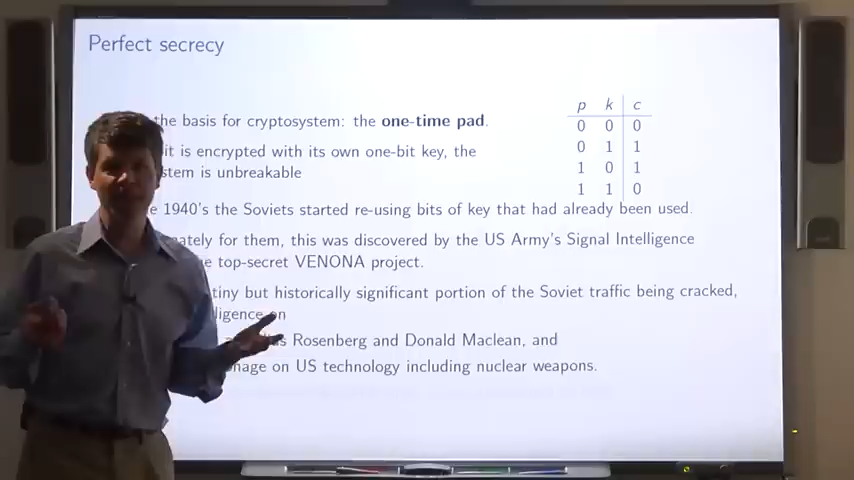 Perfect secrecy
the basis for cryptosystem: the one-time pad.
it is encrypted with its own one-bit key, the
stem is unbreakable
p k c
0 0 0
0 1 1
1 0 1
1 1 0
1940's the Soviets started re-using bits of key that had already been used.
nately for them, this was discovered by the US Army's Signal Intelligence
top-secret VENONA project.
tiny but historically significant portion of the Soviet traffic being cracked,
lligence on
Rosenberg and Donald Maclean, and
nage on US technology including nuclear weapons.